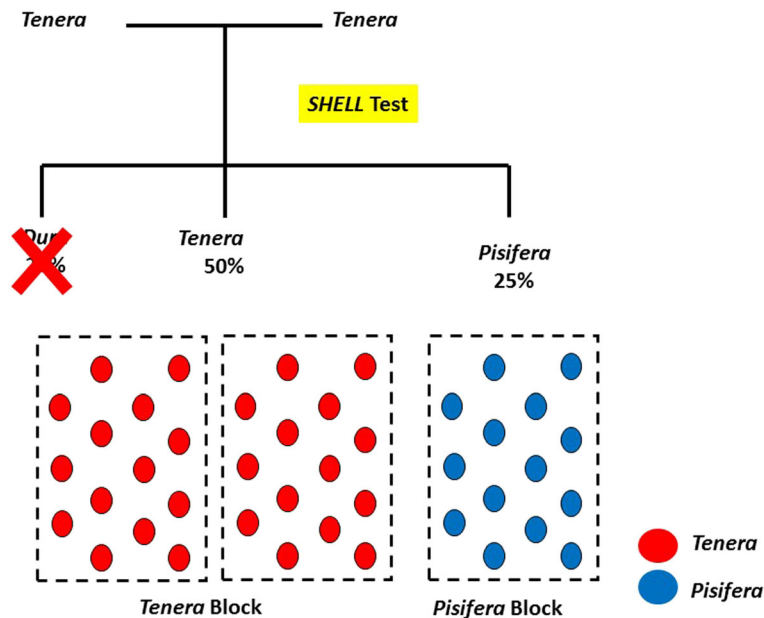 Tenera
Tenera
SHELL Test
Tenera
50%
Pisifera
25%
Tenera
Pisifera
Tenera Block
Pisifera Block